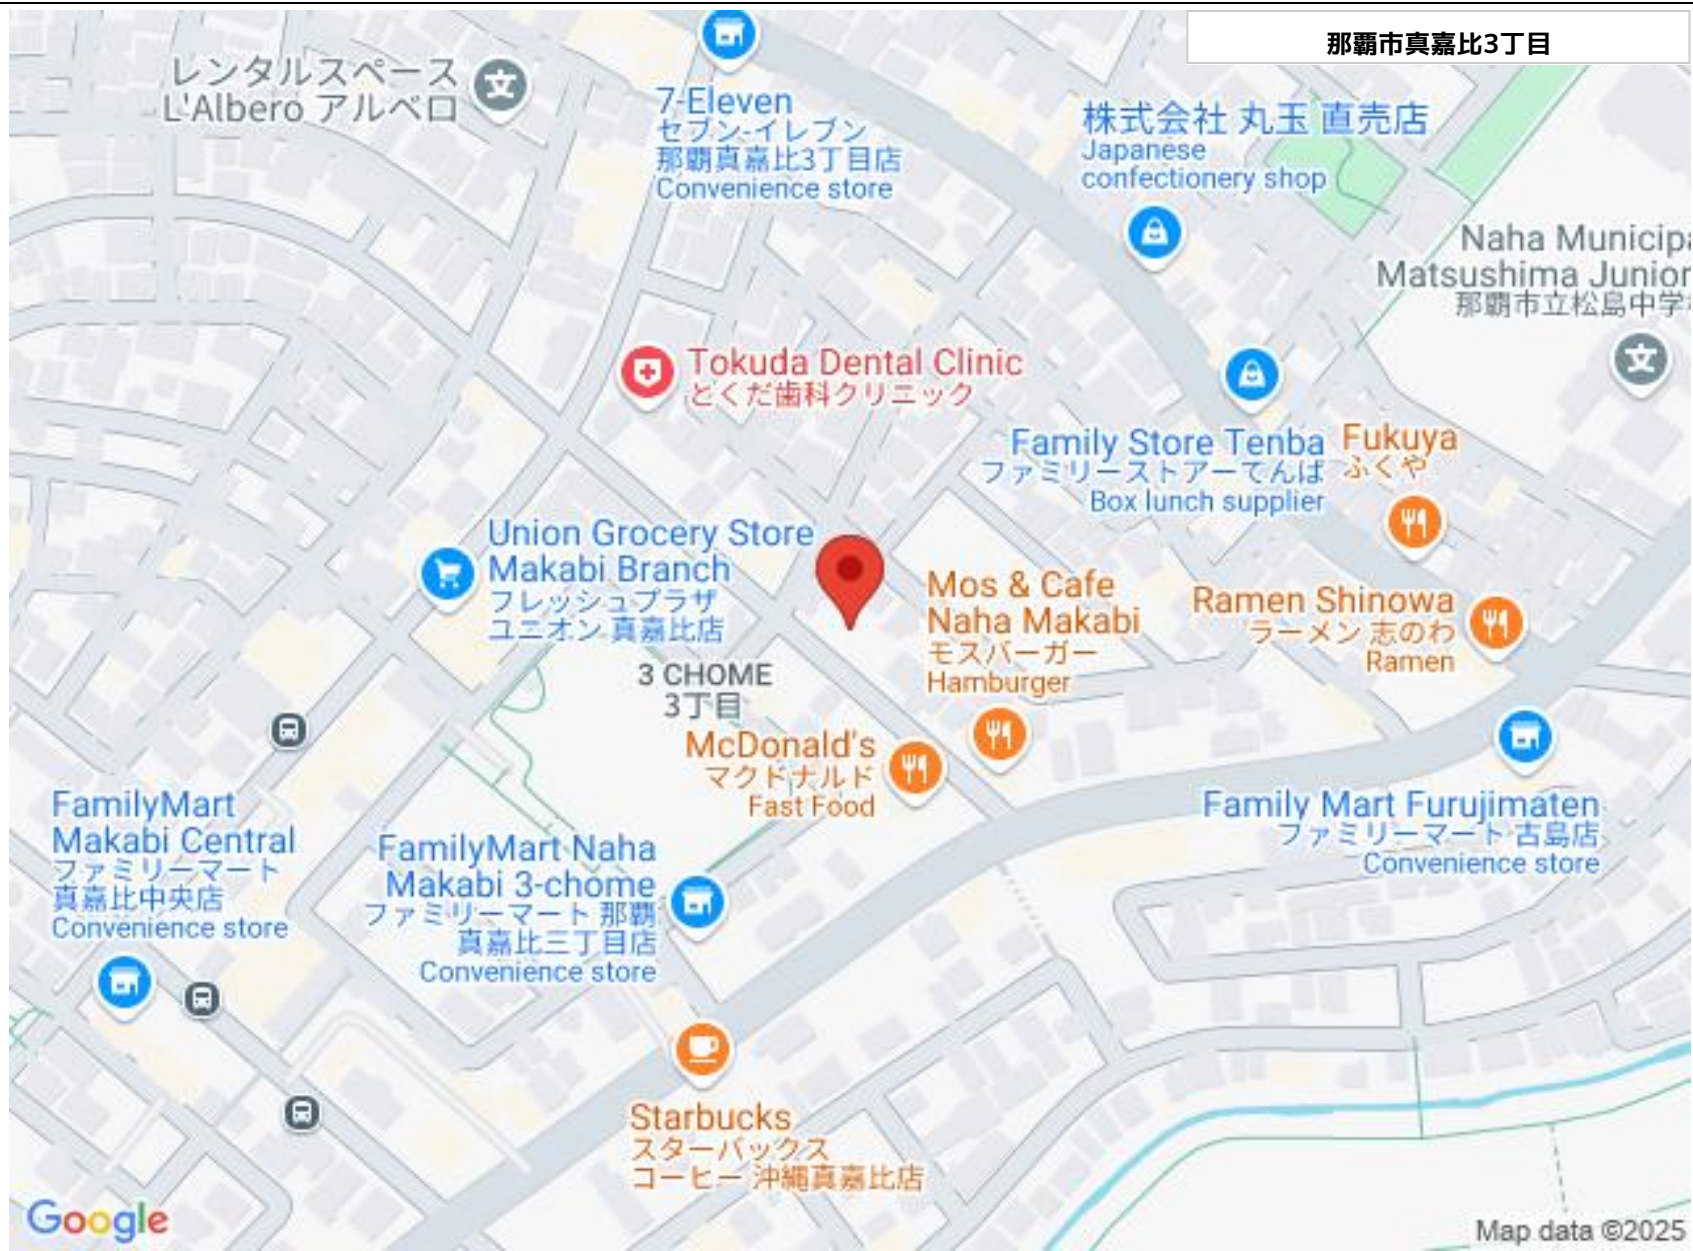 那覇市真嘉比3丁目
レンタルスペース
L'Albero アルベロ
7-Eleven
セブン-イレブン
那覇真嘉比3丁目店
Convenience store
株式会社 丸玉 直売店
Japanese
confectionery shop
Naha Municipa
Matsushima Junior
那覇市立松島中学
Tokuda Dental Clinic
とくだ歯科クリニック
Family Store Tenba
ファミリーストアーてんば
Box lunch supplier
Fukuya
ふくや
Union Grocery Store
Makabi Branch
フレッシュプラザ
ユニオン 真嘉比店
Mos & Cafe
Naha Makabi
モスバーガー
Hamburger
Ramen Shinowa
ラーメン 志のわ
Ramen
3 CHOME
3丁目
McDonald's
マクドナルド
Fast Food
FamilyMart
Makabi Central
ファミリーマート
真嘉比中央店
Convenience store
FamilyMart Naha
Makabi 3-chome
ファミリーマート 那覇
真嘉比三丁目店
Convenience store
Family Mart Furujimaten
ファミリーマート 古島店
Convenience store
Starbucks
スターバックス
コーヒー 沖縄真嘉比店
Google
Map data ©2025